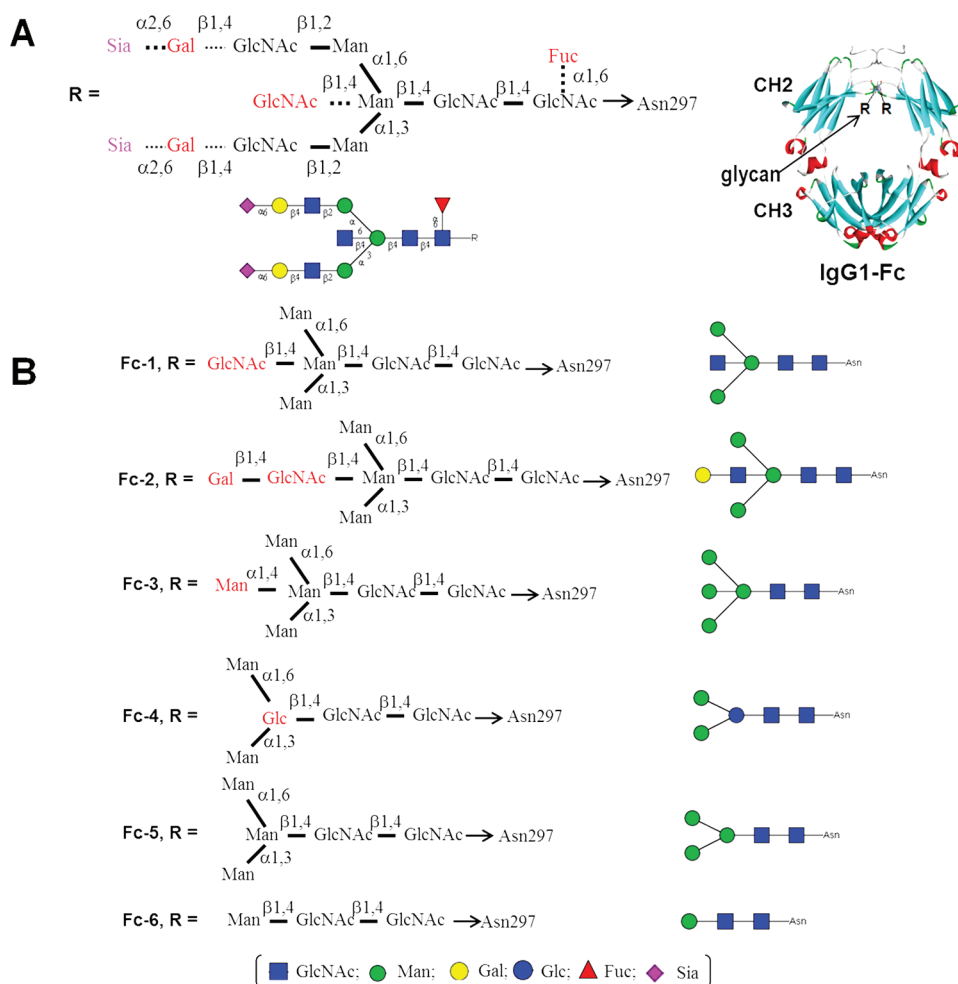 A
α2,6 β1,4 β1,2
Sia Gal GlcNAc Man
α1,6
Fuc
α1,6
R = GlcNAc β1,4 Man β1,4 GlcNAc β1,4 GlcNAc Asn297
α1,3
Sia Gal GlcNAc Man
α2,6 β1,4 β1,2
α6 β4 β2 α
6
β4 β4 β4 α6 R
α6 β4 β2 α 3
CH2
R R
glycan
CH3
IgG1-Fc
B
Man
α1,6
Fc-1, R = GlcNAc β1,4 Man β1,4 GlcNAc β1,4 GlcNAc Asn297 Asn
α1,3
Man
Man
α1,6
Fc-2, R = Gal β1,4 GlcNAc β1,4 Man β1,4 GlcNAc β1,4 GlcNAc Asn297 Asn
α1,3
Man
Man
α1,6
Fc-3, R = Man α1,4 Man β1,4 GlcNAc β1,4 GlcNAc Asn297 Asn
α1,3
Man
Man
α1,6
Fc-4, R = Glc β1,4 GlcNAc β1,4 GlcNAc Asn297 Asn
α1,3
Man
Man
α1,6
Fc-5, R = Man β1,4 GlcNAc β1,4 GlcNAc Asn297 Asn
α1,3
Man
Fc-6, R = Man β1,4 GlcNAc β1,4 GlcNAc Asn297 Asn
GlcNAc; Man; Gal; Glc; Fuc; Sia